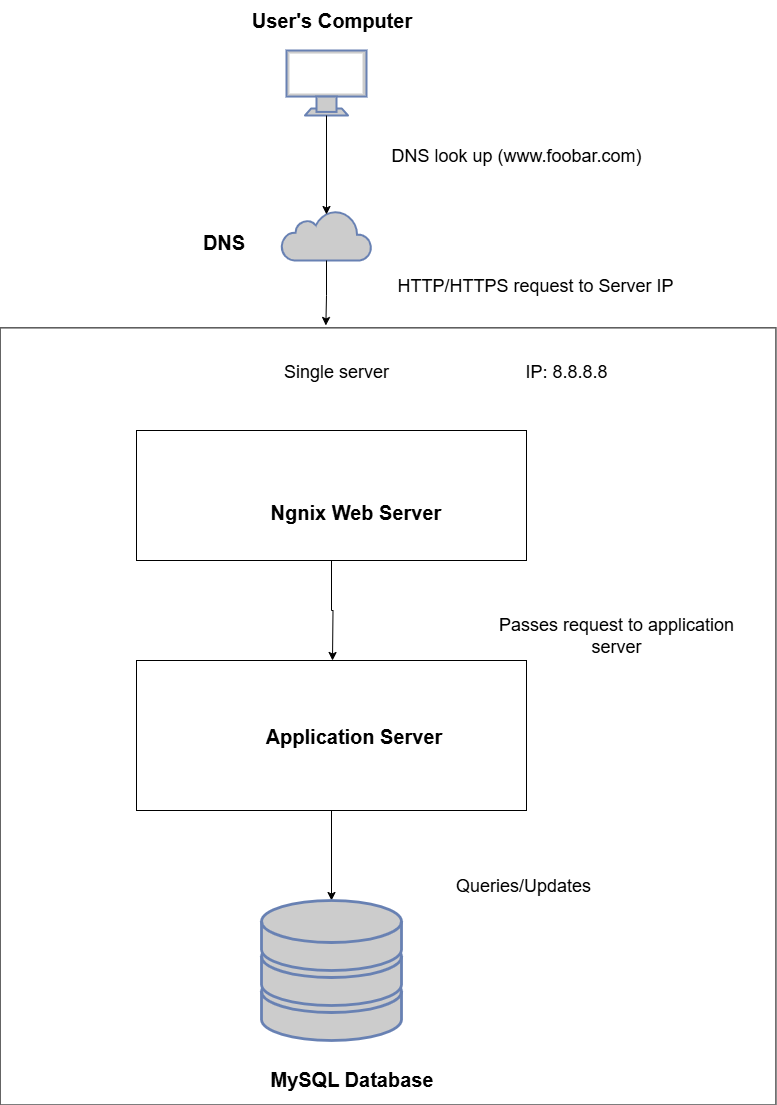 User's Computer
DNS look up (www.foobar.com)
DNS
HTTP/HTTPS request to Server IP
Single server
IP: 8.8.8.8
Ngnix Web Server
Passes request to application
server
Application Server
Queries/Updates
MySQL Database